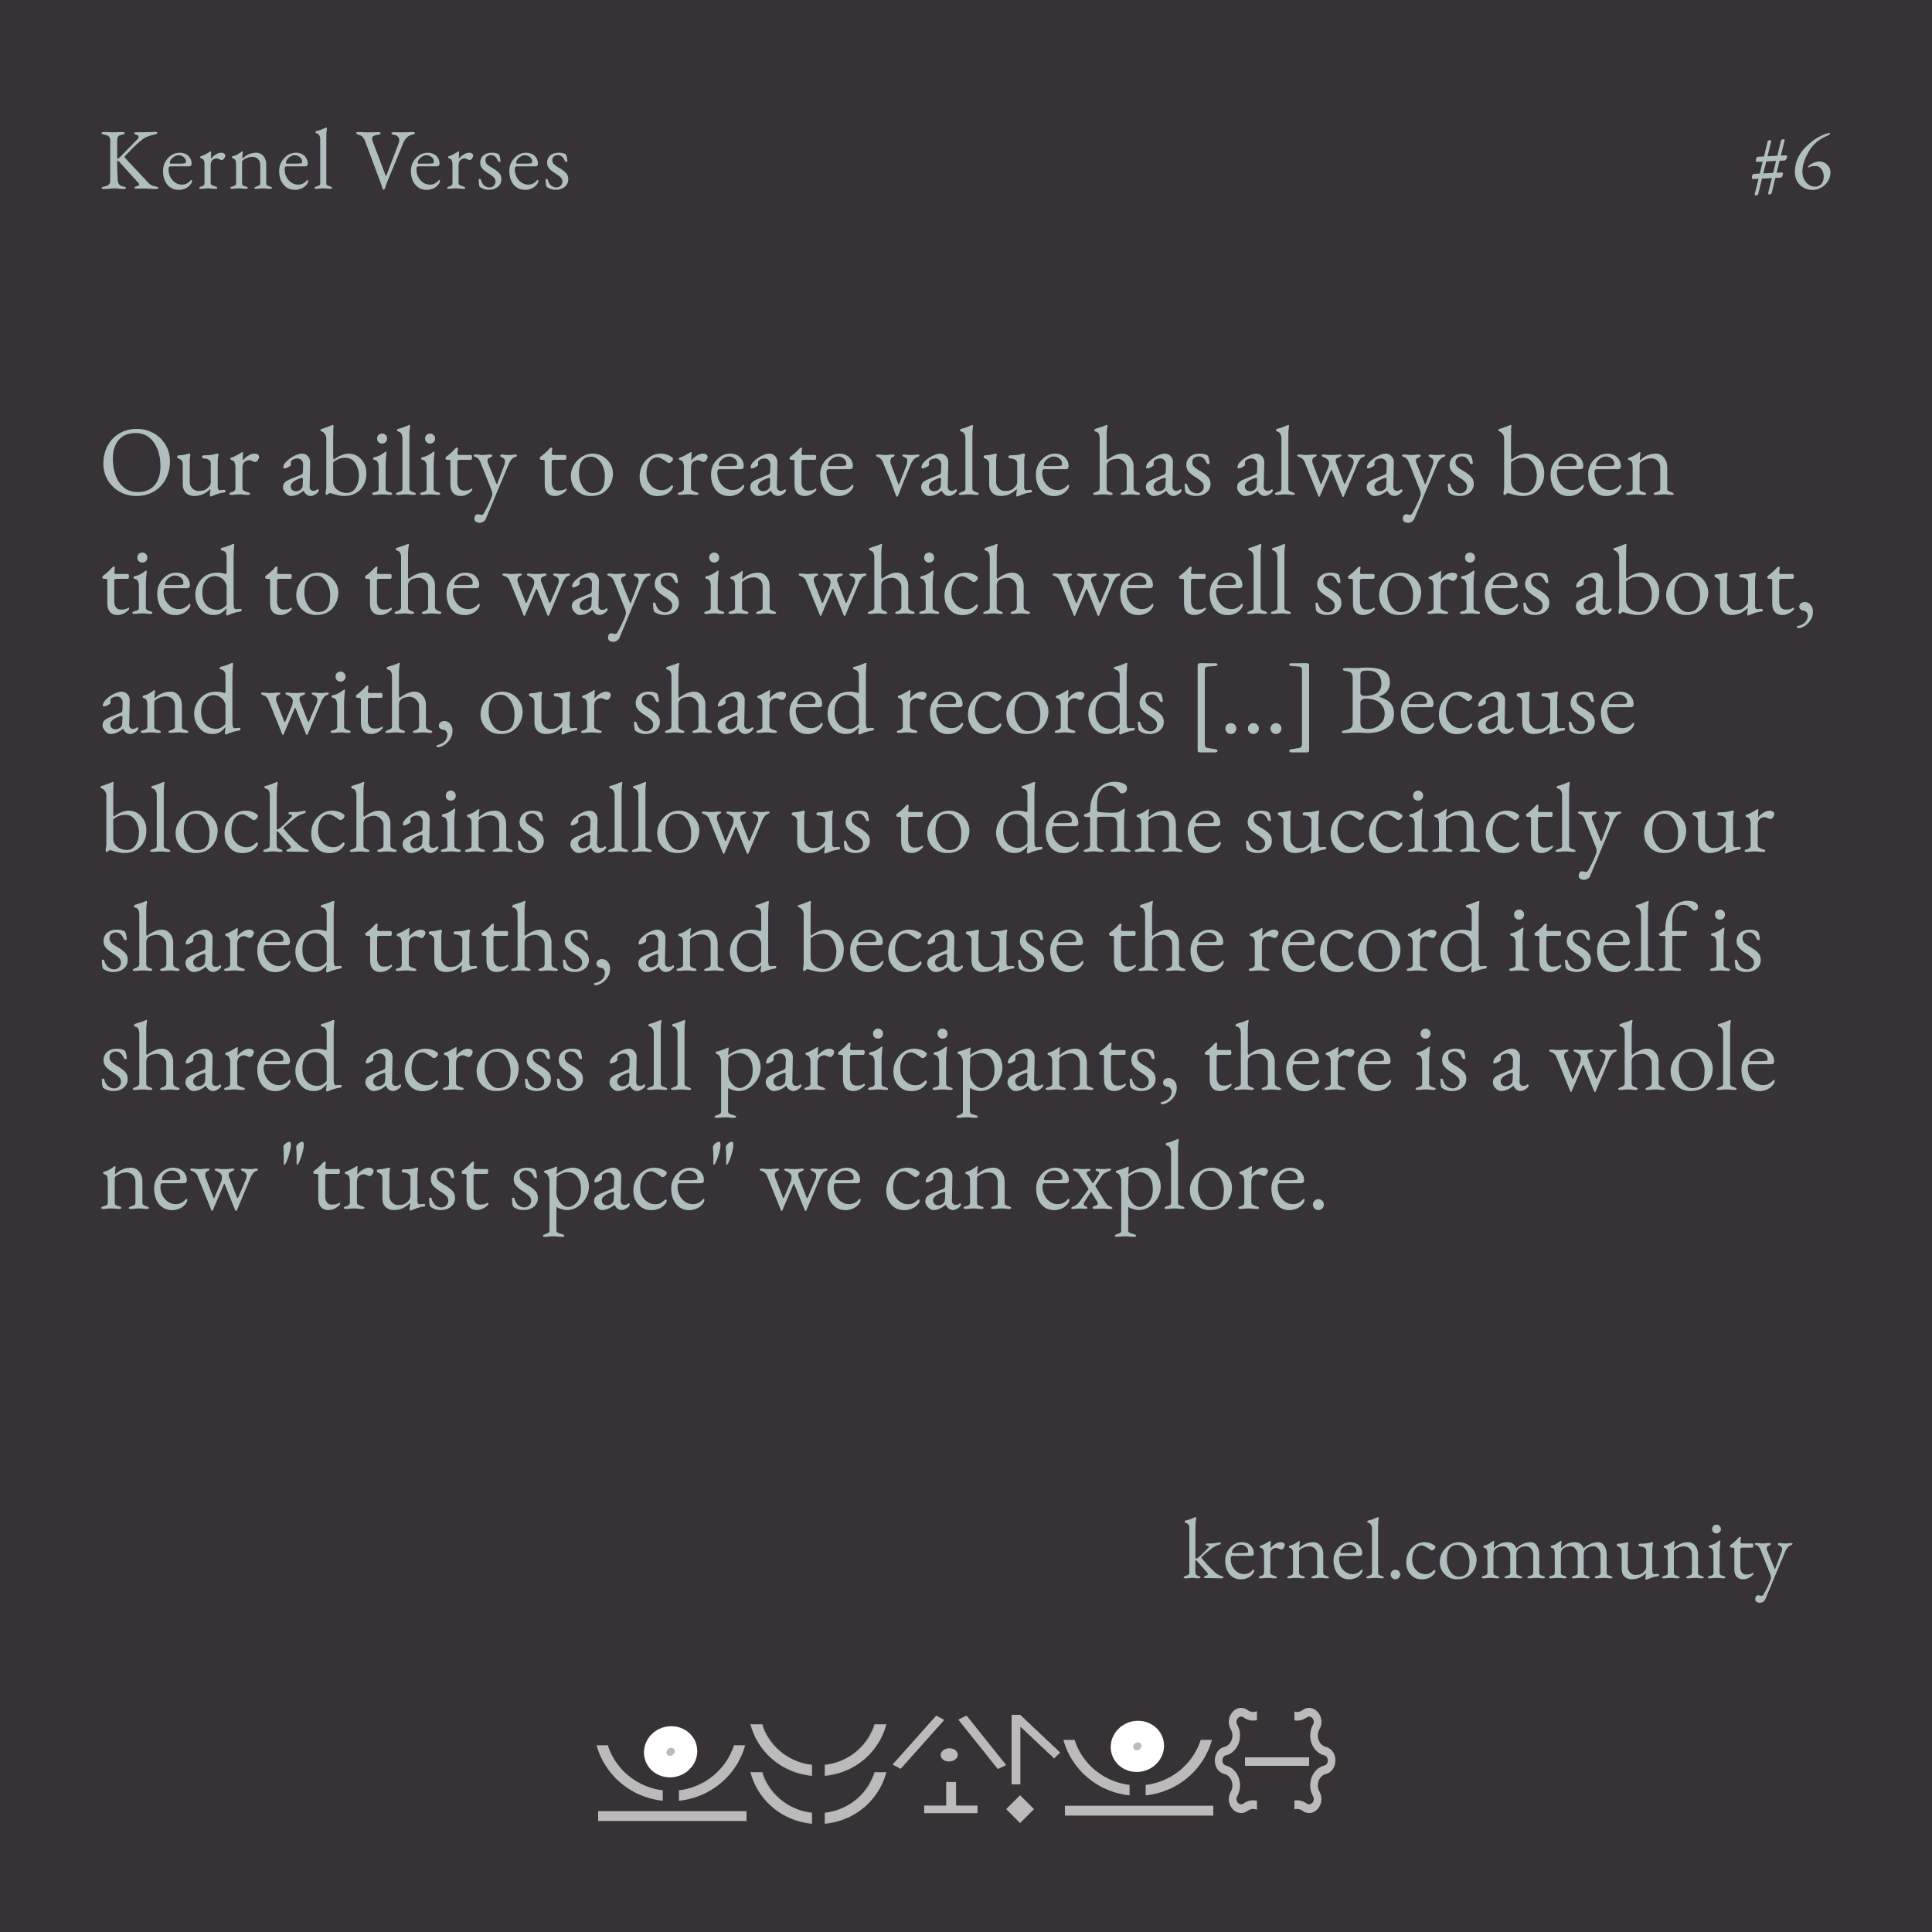 Kernel Verses
#6
Our ability to create value has always been
tied to the ways in which we tell stories about,
and with, our shared records [...] Because
blockchains allow us to define succinctly our
shared truths, and because the record itself is
shared across all participants, there is a whole
new "trust space" we can explore.
kernel.community